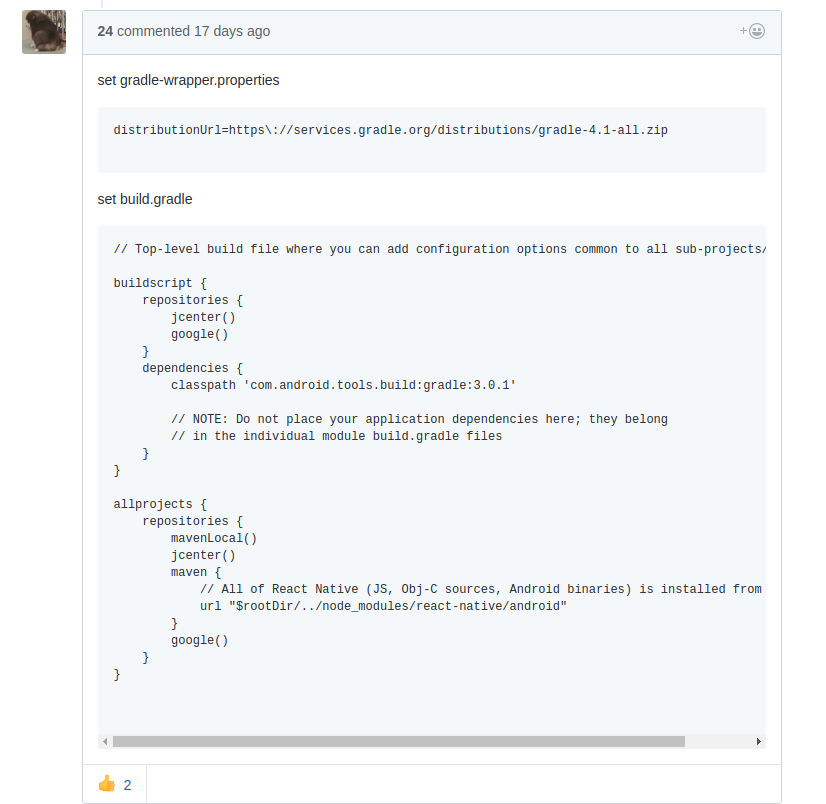 24 commented 17 days ago
+
set gradle-wrapper.properties
distributionUrl=https\://services.gradle.org/distributions/gradle-4.1-all.zip
set build.gradle
// Top-level build file where you can add configuration options common to all sub-projects/
buildscript {
    repositories {
        jcenter()
        google()
    }
    dependencies {
        classpath 'com.android.tools.build:gradle:3.0.1'
        // NOTE: Do not place your application dependencies here; they belong
        // in the individual module build.gradle files
    }
}
allprojects {
    repositories {
        mavenLocal()
        jcenter()
        maven {
            // All of React Native (JS, Obj-C sources, Android binaries) is installed from
            url "$rootDir/../node_modules/react-native/android"
        }
        google()
    }
}
2